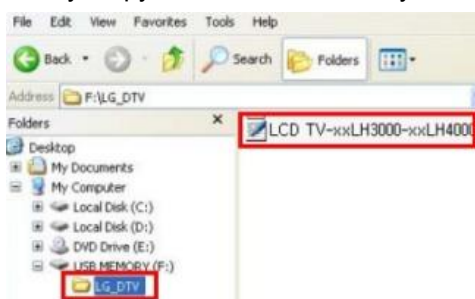 File Edit View Favorites Tools Help
Back Search Folders
Address F:\LG_DTV
Folders x
LCD TV-xxLH3000-xxLH4000
Desktop
My Documents
My Computer
Local Disk (C:)
Local Disk (D:)
DVD Drive (E:)
USB MEMORY (F:)
LG_DTV